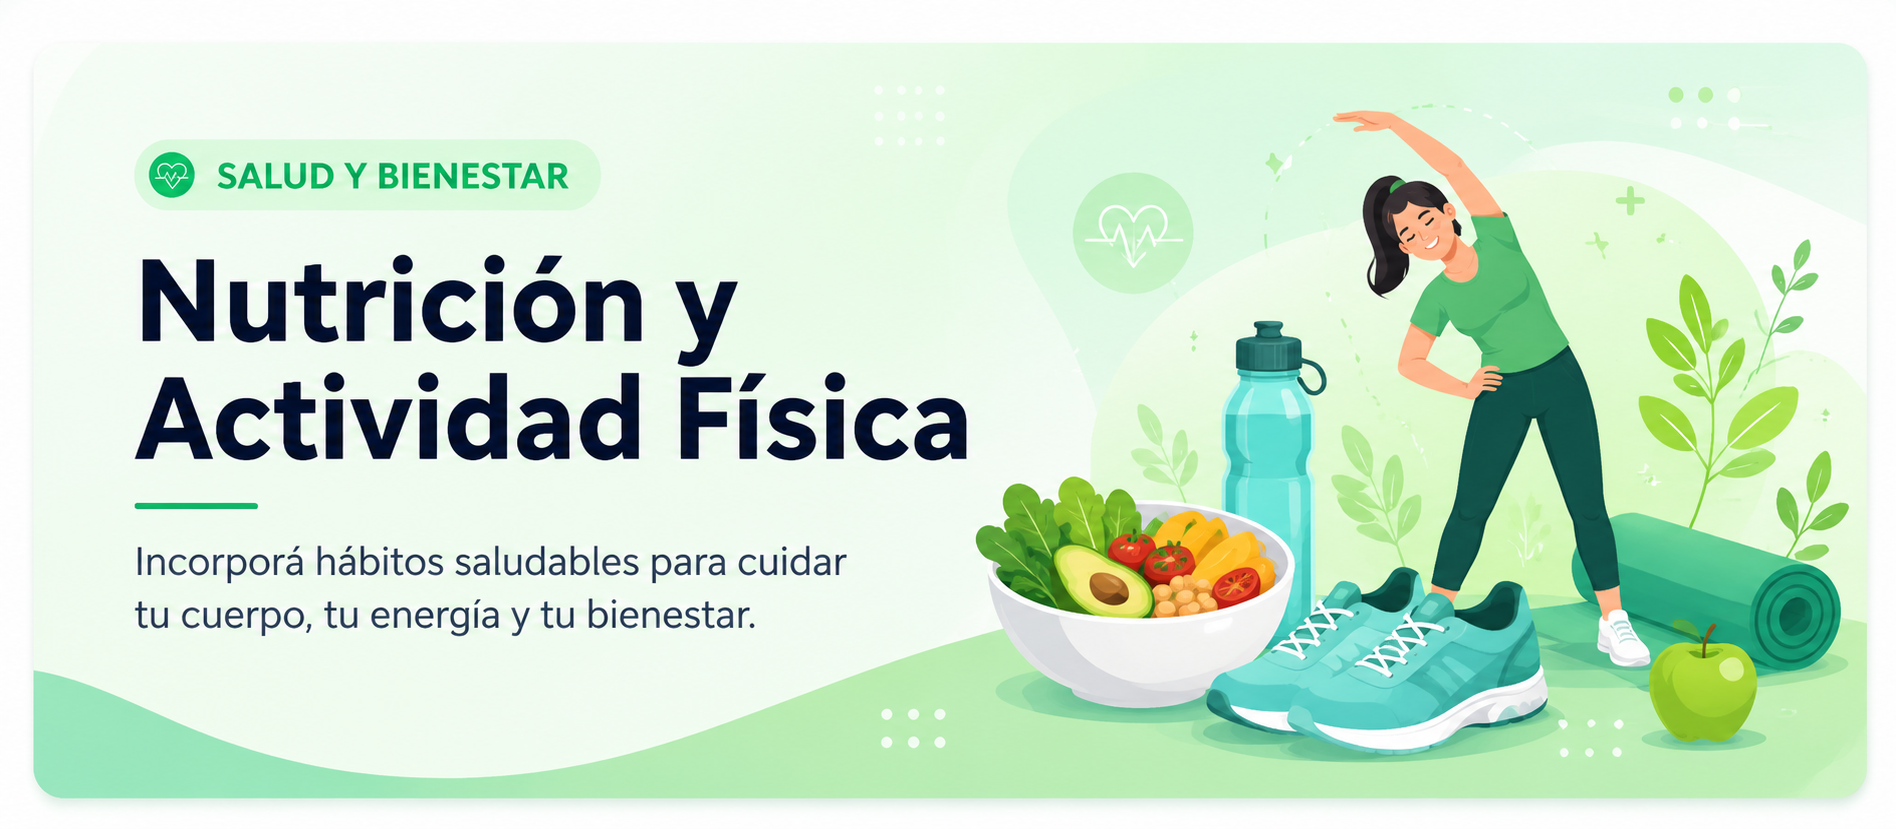 SALUD Y BIENESTAR
Nutrición y
Actividad Física
Incorporá hábitos saludables para cuidar
tu cuerpo, tu energía y tu bienestar.